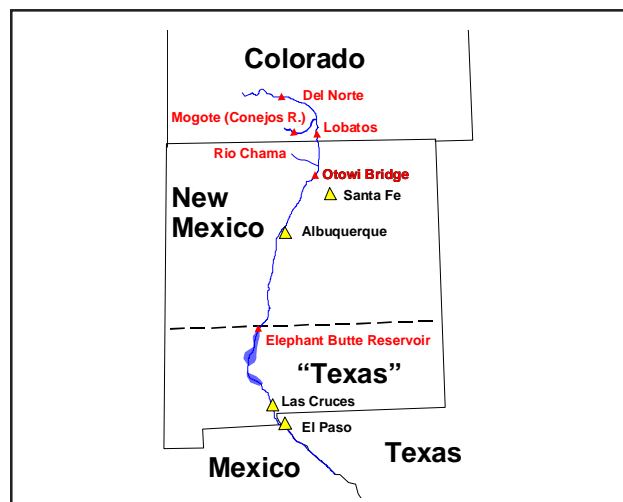 Colorado
Del Norte
Mogote (Conejos R.)
Lobatos
Rio Chama
Otowi Bridge
New
Mexico
Santa Fe
Albuquerque
Elephant Butte Reservoir
“Texas”
Las Cruces
El Paso
Mexico
Texas